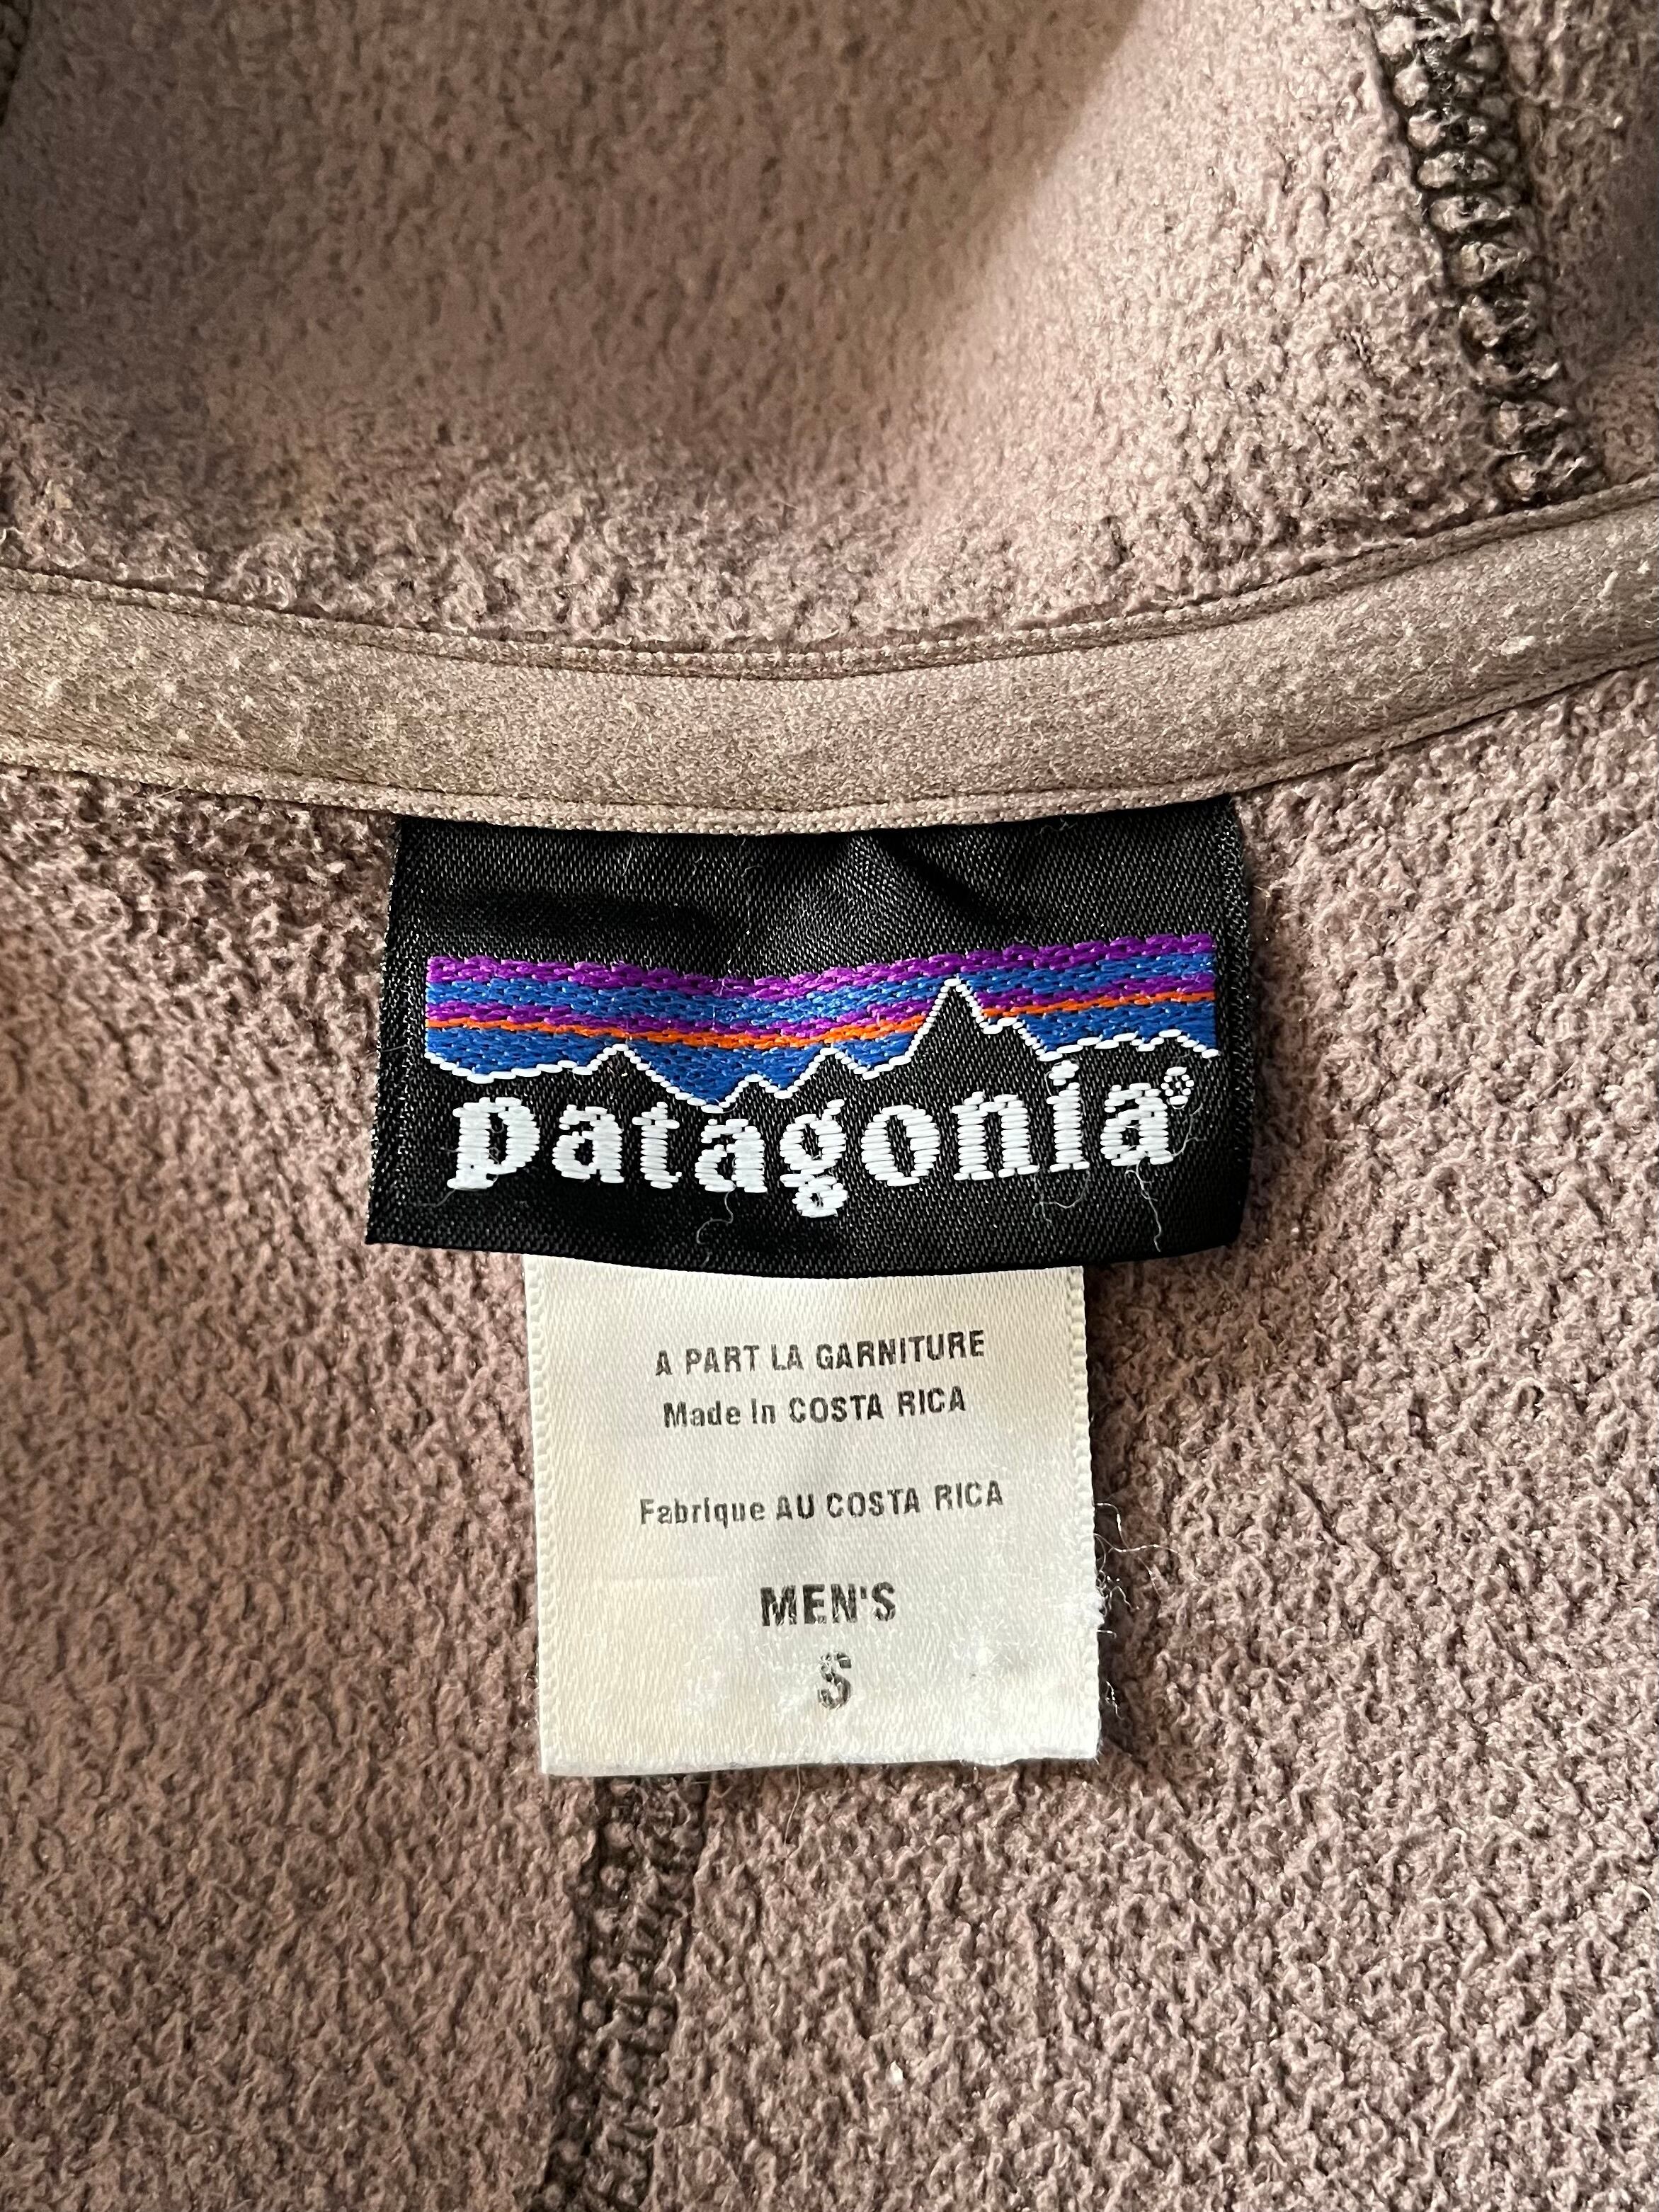 patagonia®
A PART LA GARNITURE
Made In COSTA RICA
Fabrique AU COSTA RICA
MEN'S
S